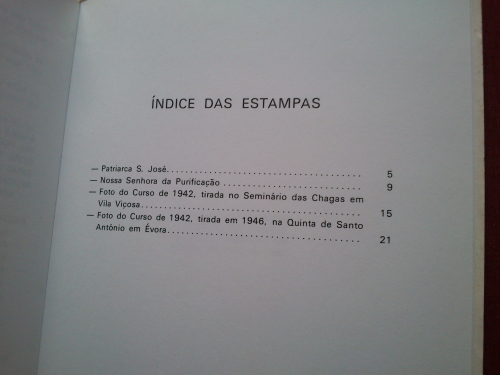 ÍNDICE DAS ESTAMPAS
— Patriarca S. José. . . . . . . . . . . . . . . . . . . . . . . . . . . . . . . . . . . . 5
— Nossa Senhora da Purificação . . . . . . . . . . . . . . . . . . . . . . . . . 9
— Foto do Curso de 1942, tirada no Seminário das Chagas em
Vila Viçosa. . . . . . . . . . . . . . . . . . . . . . . . . . . . . . . . . . . . . . . 15
— Foto do Curso de 1942, tirada em 1946, na Quinta de Santo
António em Évora. . . . . . . . . . . . . . . . . . . . . . . . . . . . . . . . . . 21